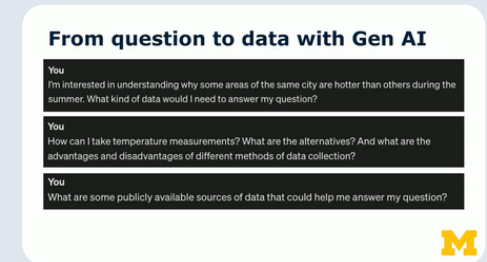 From question to data with Gen AI
You
I'm interested in understanding why some areas of the same city are hotter than others during the
summer. What kind of data would I need to answer my question?
You
How can I take temperature measurements? What are the alternatives? And what are the
advantages and disadvantages of different methods of data collection?
You
What are some publicly available sources of data that could help me answer my question?
M